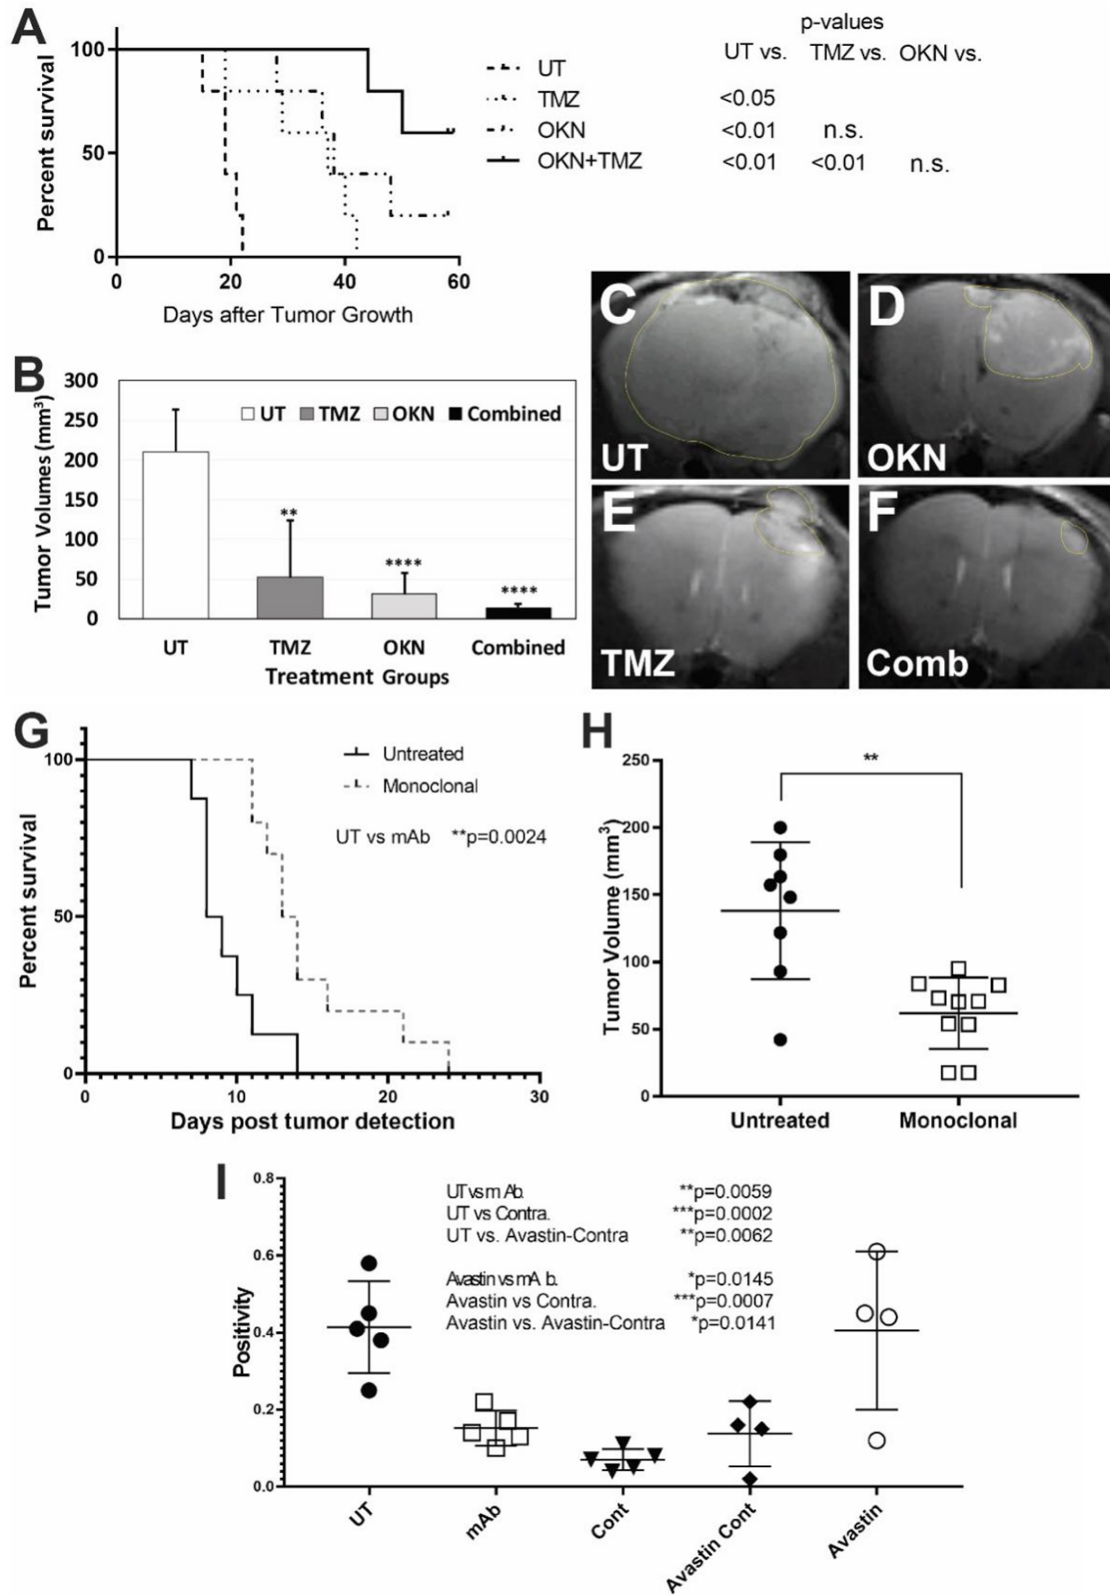 A
p-values
UT vs. TMZ vs. OKN vs.
UT
TMZ <0.05
OKN <0.01 n.s.
OKN+TMZ <0.01 <0.01 n.s.
Percent survival
100
50
0
0 20 40 60
Days after Tumor Growth
B
Tumor Volumes (mm³)
300
250
200
150
100
50
0
UT TMZ OKN Combined
**
****
****
UT TMZ OKN Combined
Treatment Groups
C
UT
D
OKN
E
TMZ
F
Comb
G
Percent survival
100
50
0
Untreated
Monoclonal
UT vs mAb **p=0.0024
0 10 20 30
Days post tumor detection
H
Tumor Volume (mm³)
250
200
150
100
50
0
**
Untreated Monoclonal
I
Positivity
0.8
0.6
0.4
0.2
0.0
UT vs m Ab. **p=0.0059
UT vs Contra. ***p=0.0002
UT vs. Avastin-Contra **p=0.0062
Avastin vs mA b. *p=0.0145
Avastin vs Contra. ***p=0.0007
Avastin vs. Avastin-Contra *p=0.0141
UT mAb Cont Avastin Cont Avastin